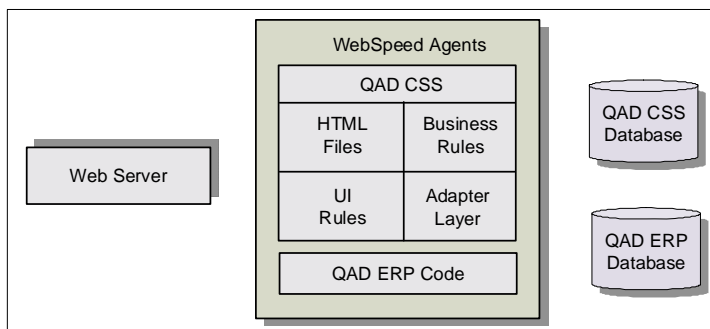 WebSpeed Agents
QAD CSS
HTML
Files
Business
Rules
UI
Rules
Adapter
Layer
QAD ERP Code
Web Server
QAD CSS
Database
QAD ERP
Database